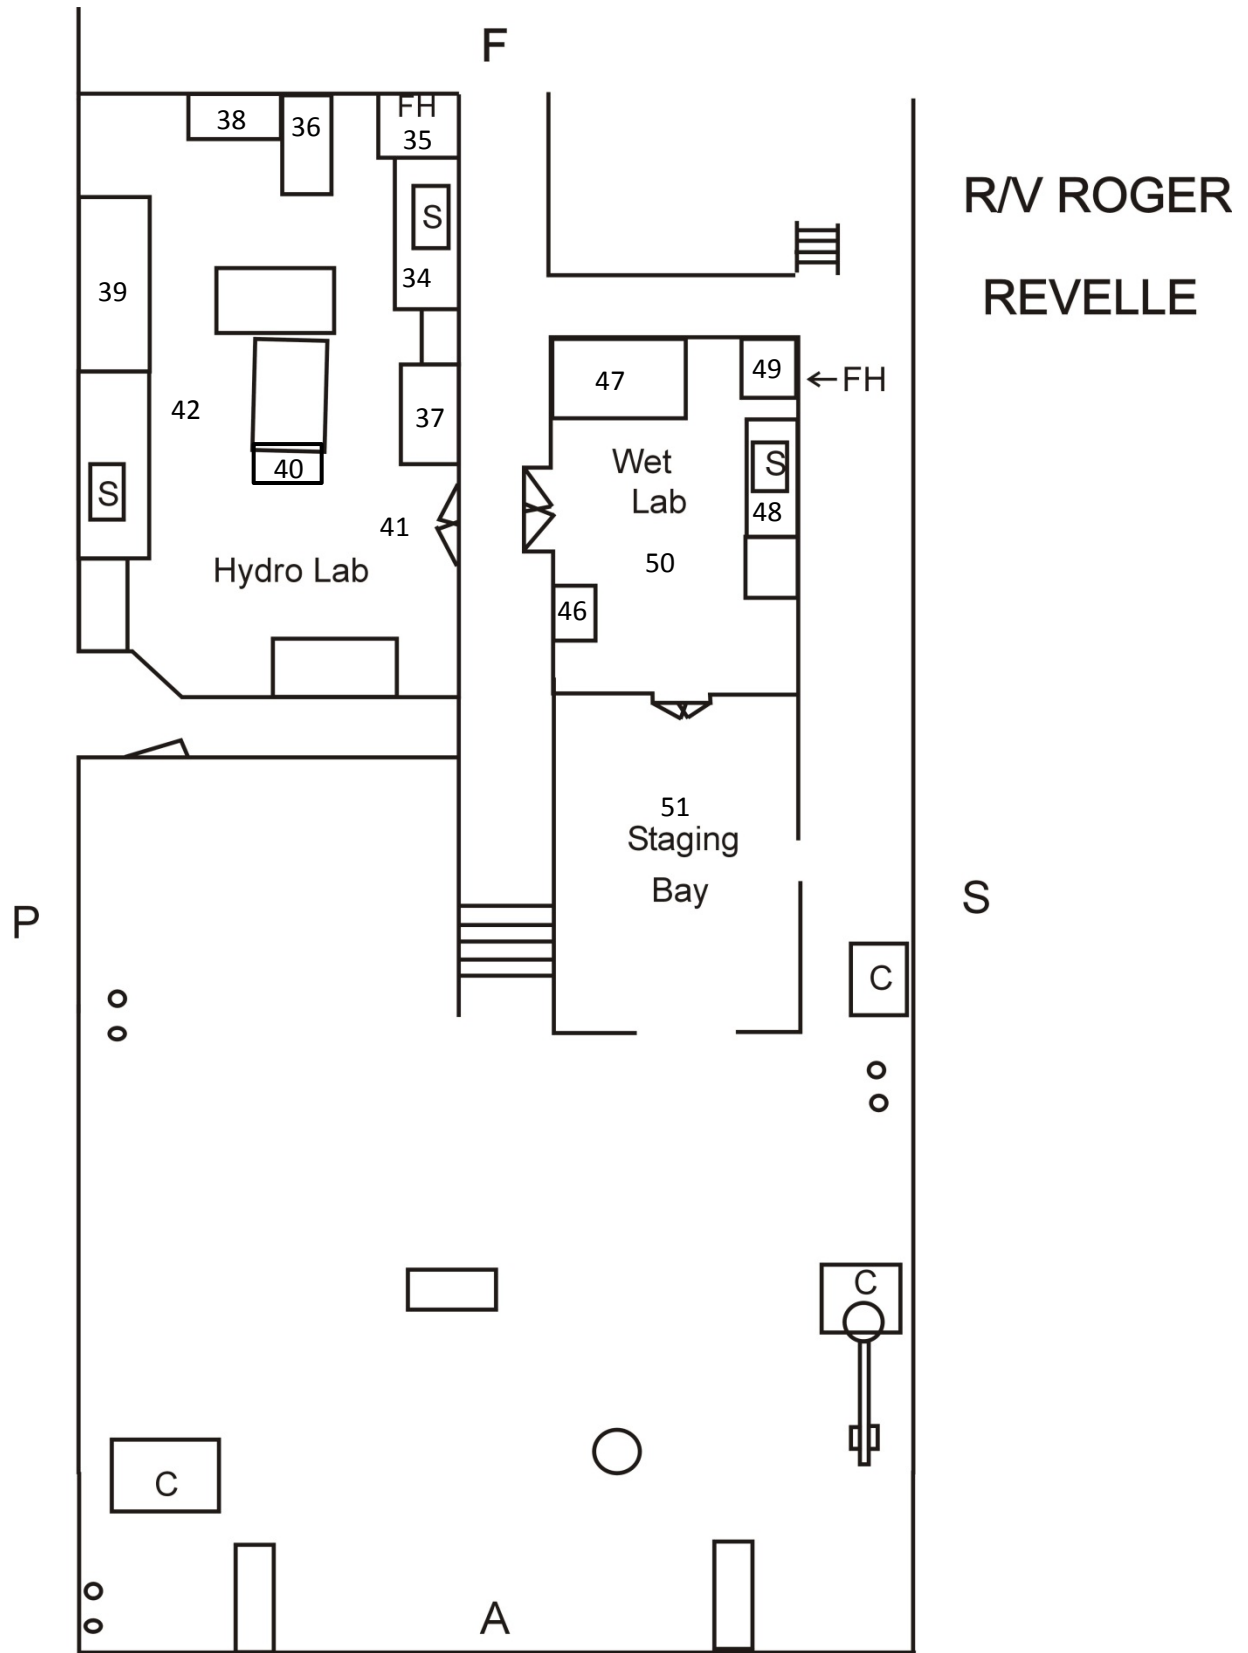 F
R/V ROGER
REVELLE
38
36
FH
35
S
34
39
42
37
40
S
41
Hydro Lab
47
49
←FH
Wet
Lab
S
48
50
46
51
Staging
Bay
P
S
C
C
C
A